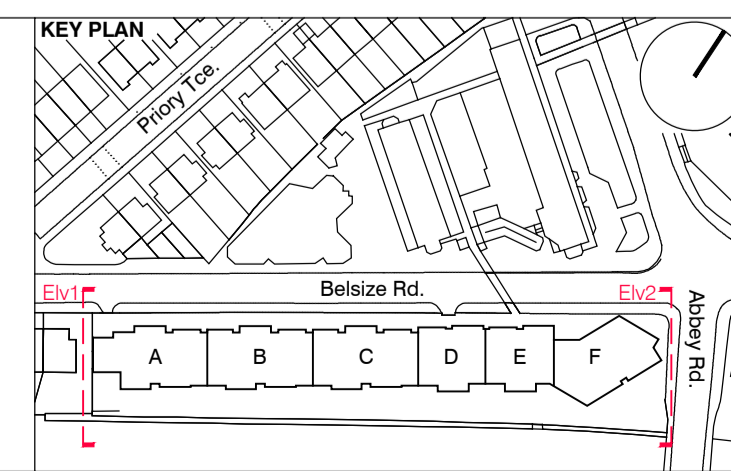 KEY PLAN
Priory Tce.
Elv1
Belsize Rd.
Elv2
Abbey Rd.
A
B
C
D
E
F